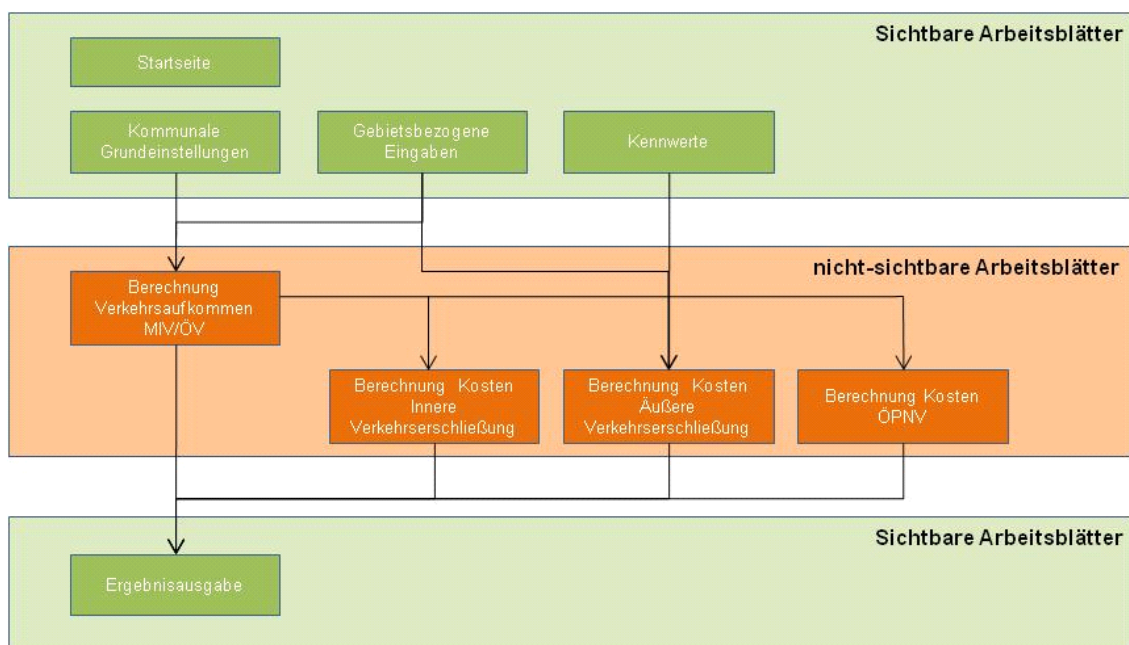 Sichtbare Arbeitsblätter
Startseite
Kommunale
Grundeinstellungen
Gebietsbezogene
Eingaben
Kennwerte
nicht-sichtbare Arbeitsblätter
Berechnung
Verkehrsaufkommen
MIV/ÖV
Berechnung Kosten
Innere
Verkehrserschließung
Berechnung Kosten
Äußere
Verkehrserschließung
Berechnung Kosten
ÖPNV
Sichtbare Arbeitsblätter
Ergebnisausgabe